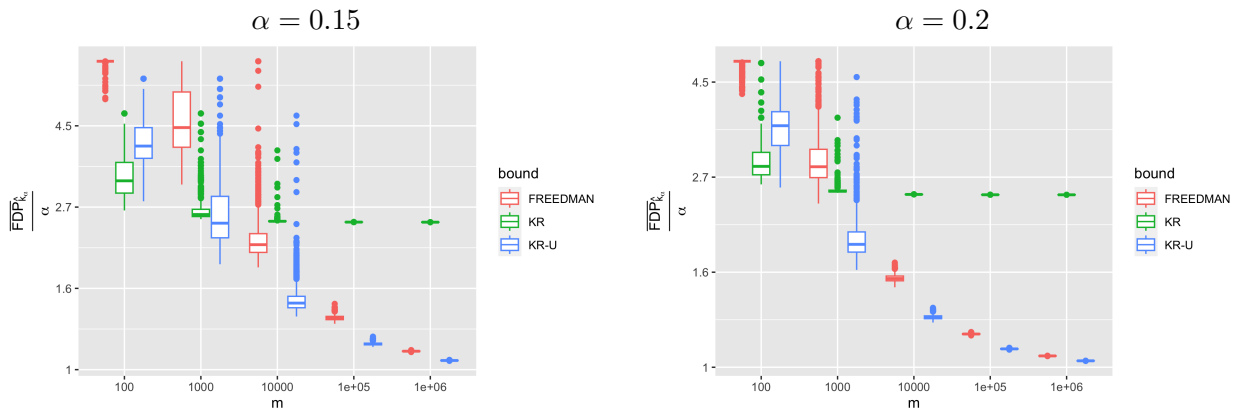 α = 0.15
4.5
2.7
1.6
1
100
1000
10000
1e+05
1e+06
m
FDP̅k̂α
α
bound
FREEDMAN
KR
KR-U
α = 0.2
4.5
2.7
1.6
1
100
1000
10000
1e+05
1e+06
m
FDP̅k̂α
α
bound
FREEDMAN
KR
KR-U